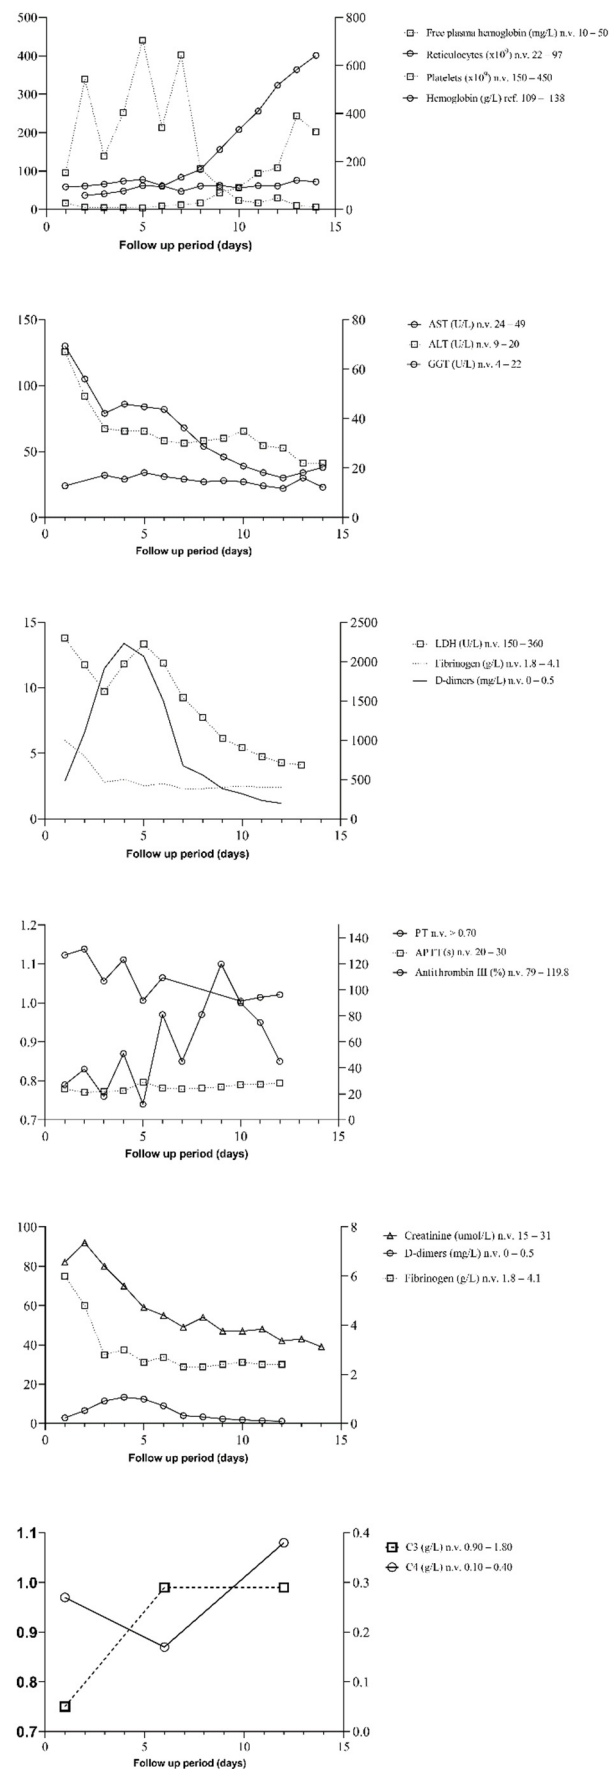 500
400
300
200
100
0
800
600
400
200
0
0 5 10 15
Follow up period (days)
Free plasma hemoglobin (mg/L) n.v. 10 – 50
Reticulocytes (x10⁹) n.v. 22 – 97
Platelets (x10⁹) n.v. 150 – 450
Hemoglobin (g/L) ref. 109 – 138
150
100
50
0
80
60
40
20
0
0 5 10 15
Follow up period (days)
AST (U/L) n.v. 24 – 49
ALT (U/L) n.v. 9 – 20
GGT (U/L) n.v. 4 – 22
15
10
5
0
2500
2000
1500
1000
500
0
0 5 10 15
Follow up period (days)
LDH (U/L) n.v. 150 – 360
Fibrinogen (g/L) n.v. 1.8 – 4.1
D-dimers (mg/L) n.v. 0 – 0.5
1.2
1.1
1.0
0.9
0.8
0.7
140
120
100
80
60
40
20
0
0 5 10 15
Follow up period (days)
PT n.v. > 0.70
APTT (s) n.v. 20 – 30
Antithrombin III (%) n.v. 79 – 119.8
100
80
60
40
20
0
8
6
4
2
0
0 5 10 15
Follow up period (days)
Creatinine (umol/L) n.v. 15 – 31
D-dimers (mg/L) n.v. 0 – 0.5
Fibrinogen (g/L) n.v. 1.8 – 4.1
1.1
1.0
0.9
0.8
0.7
0.4
0.3
0.2
0.1
0.0
0 5 10 15
Follow up period (days)
C3 (g/L) n.v. 0.90 – 1.80
C4 (g/L) n.v. 0.10 – 0.40